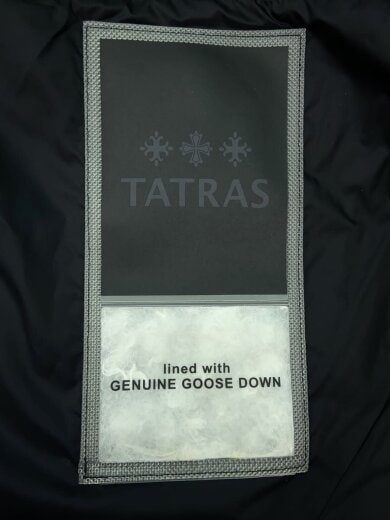 TATRAS
lined with
GENUINE GOOSE DOWN